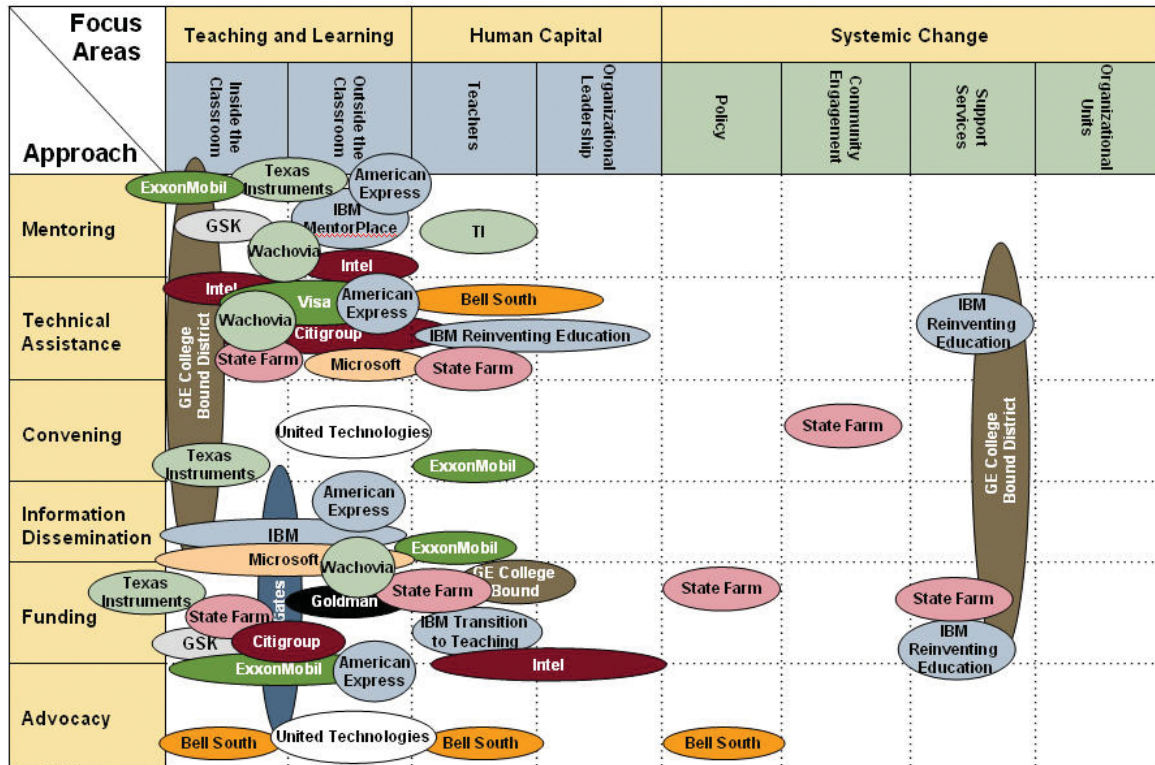 Focus
Areas
Approach
Teaching and Learning
Human Capital
Systemic Change
Inside the
Classroom
Outside the
Classroom
Teachers
Organizational
Leadership
Policy
Community
Engagement
Support
Services
Organizational
Units
Mentoring
ExxonMobil
Texas
Instruments
American
Express
GSK
IBM
MentorPlace
TI
Wachovia
Intel
Technical
Assistance
GE College
Bound District
Intel
Visa
American
Express
Bell South
Wachovia
Citigroup
IBM Reinventing Education
IBM
Reinventing
Education
State Farm
Microsoft
State Farm
Convening
United Technologies
State Farm
GE College
Bound District
Texas
Instruments
ExxonMobil
Information
Dissemination
American
Express
IBM
Microsoft
ExxonMobil
Wachovia
Funding
Texas
Instruments
Gates
Goldman
State Farm
GE College
Bound
State Farm
State Farm
State Farm
GSK
Citigroup
IBM Transition
to Teaching
IBM
Reinventing
Education
ExxonMobil
American
Express
Intel
Advocacy
Bell South
United Technologies
Bell South
Bell South